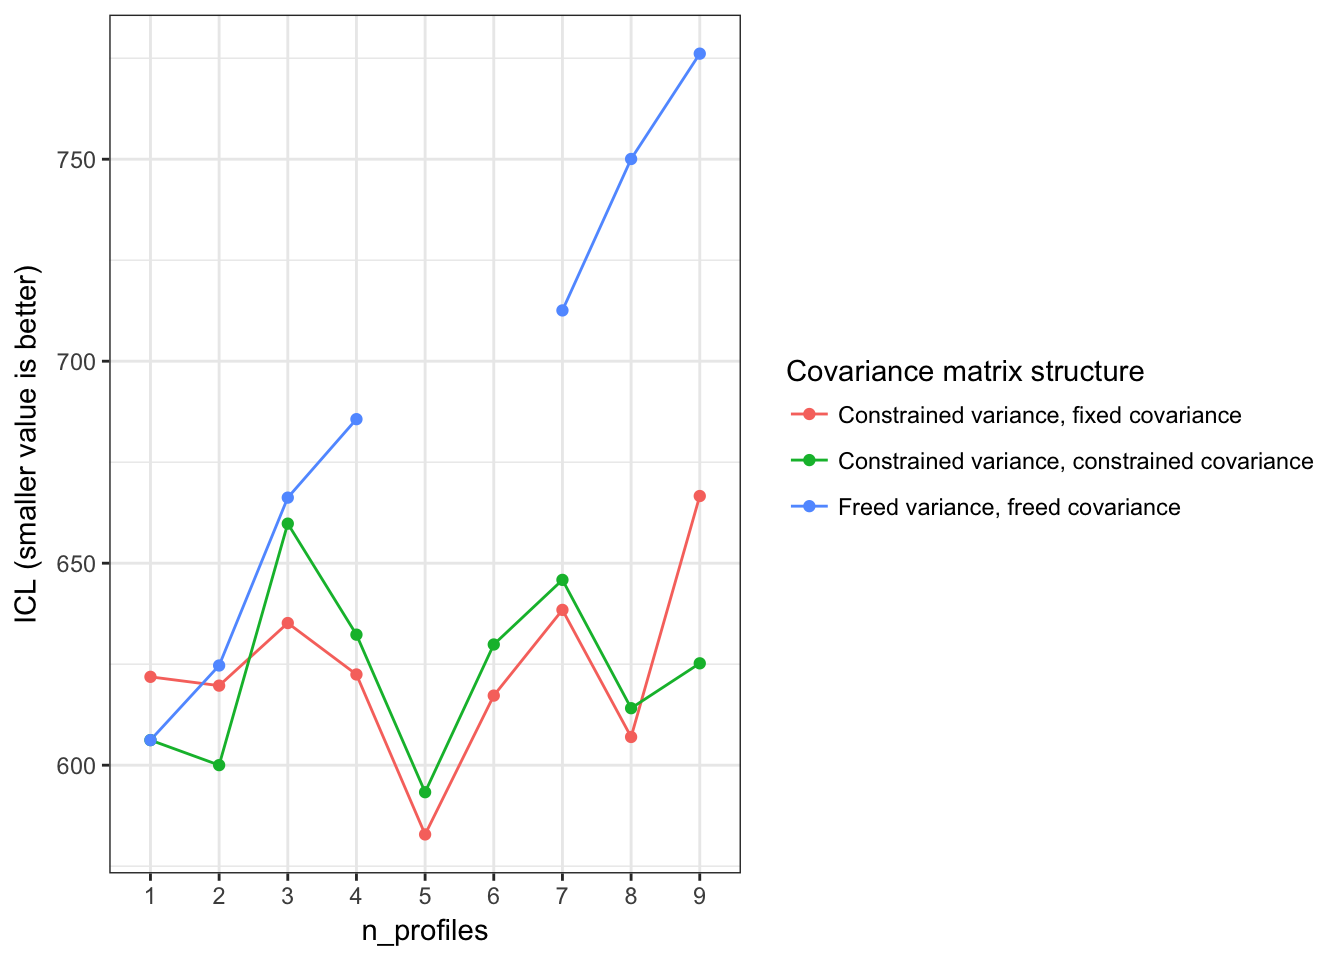 750
700
650
600
ICL (smaller value is better)
1 2 3 4 5 6 7 8 9
n_profiles
Covariance matrix structure
Constrained variance, fixed covariance
Constrained variance, constrained covariance
Freed variance, freed covariance